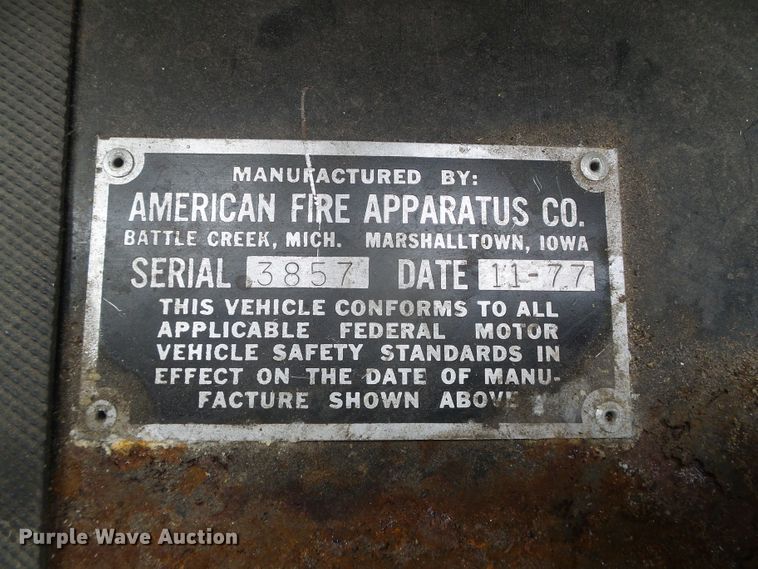 MANUFACTURED BY:
AMERICAN FIRE APPARATUS CO.
BATTLE CREEK, MICH. MARSHALLTOWN, IOWA
SERIAL 3857 DATE 11-77
THIS VEHICLE CONFORMS TO ALL
APPLICABLE FEDERAL MOTOR
VEHICLE SAFETY STANDARDS IN
EFFECT ON THE DATE OF MANU-
FACTURE SHOWN ABOVE
Purple Wave Auction